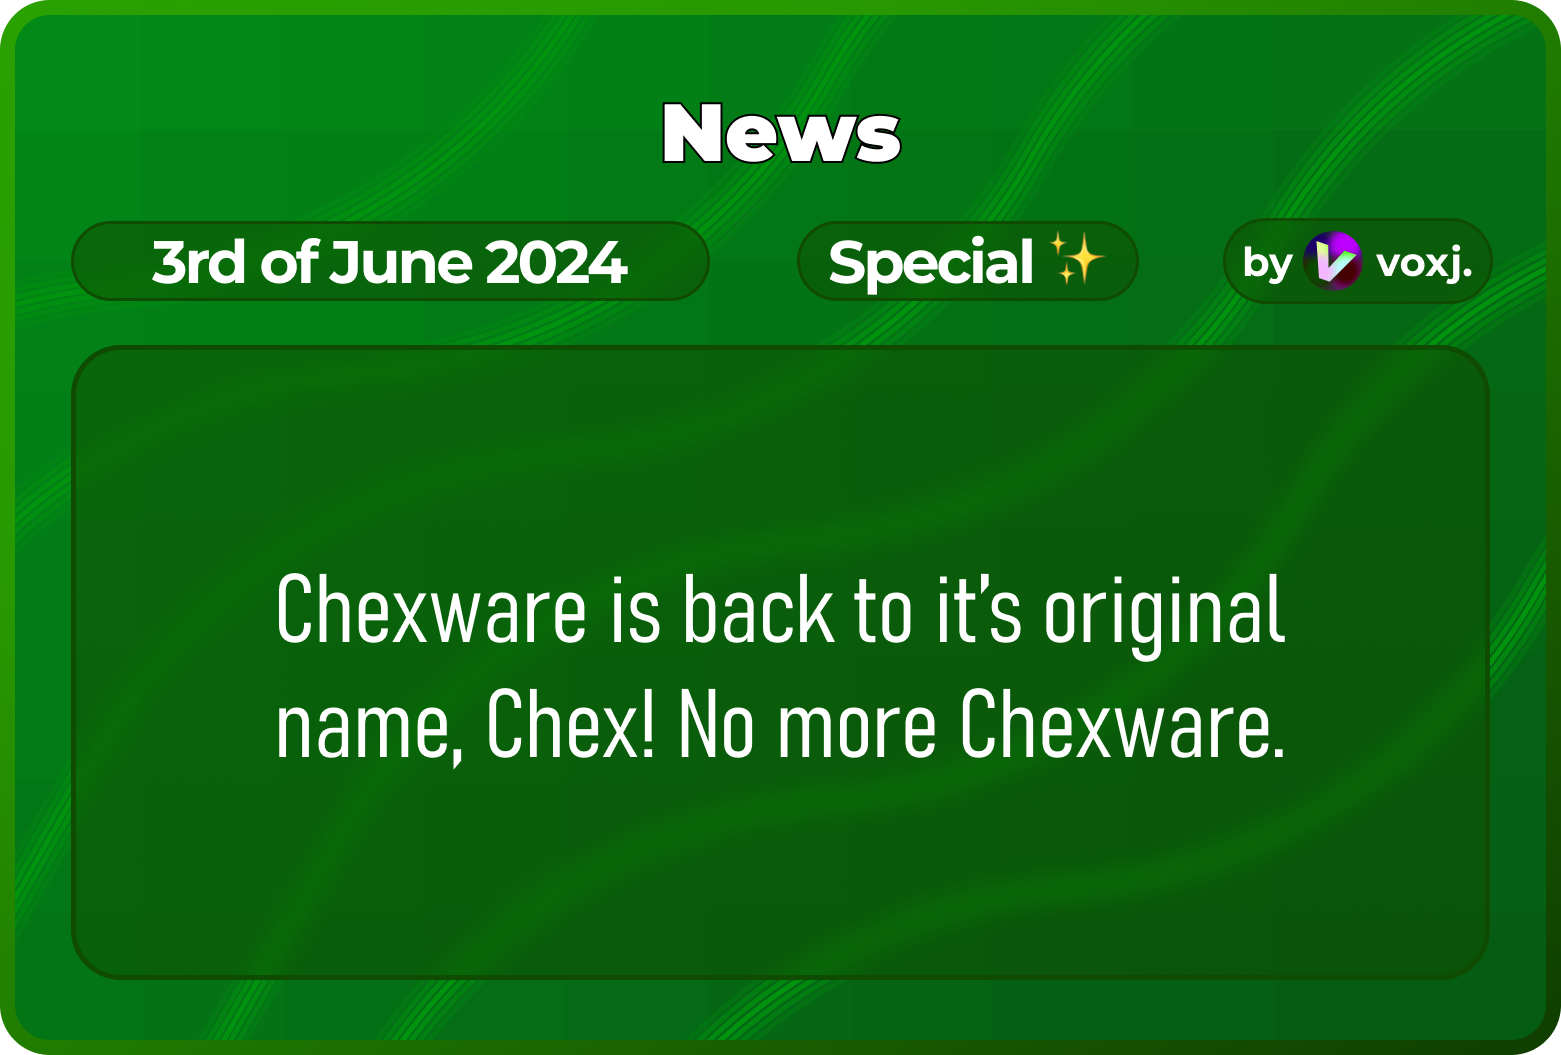 News
3rd of June 2024
Special ✨
by voxj.
Chexware is back to it’s original
name, Chex! No more Chexware.